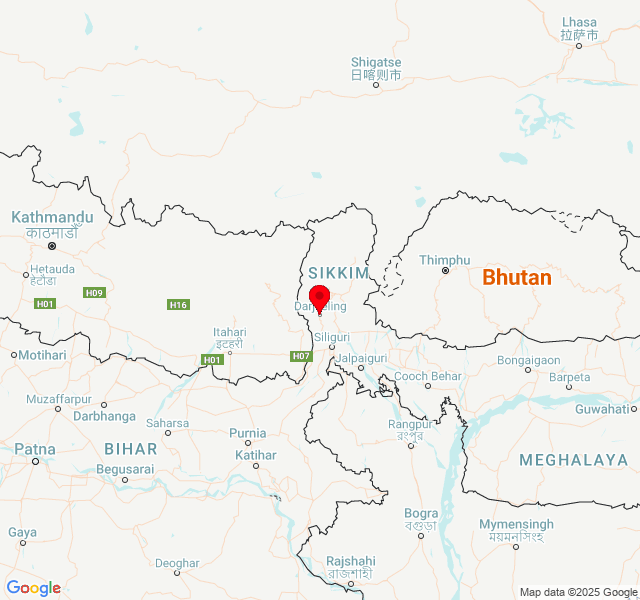 Lhasa
拉萨市
Shigatse
日喀则市
Kathmandu
काठमाडौँ
Hetauda
हेटौडा
H01
H09
H16
SIKKIM
Darjeeling
Thimphu
Bhutan
Itahari
इटहरी
H01
H07
Siliguri
Jalpaiguri
Cooch Behar
Bongaigaon
Barpeta
Guwahati
Motihari
Muzaffarpur
Darbhanga
Saharsa
Patna
BIHAR
Begusarai
Purnia
Katihar
Rangpur
রংপুর
MEGHALAYA
Gaya
Deoghar
Bogra
বগুড়া
Mymensingh
ময়মনসিংহ
Rajshahi
রাজশাহী
Google
Map data ©2025 Google